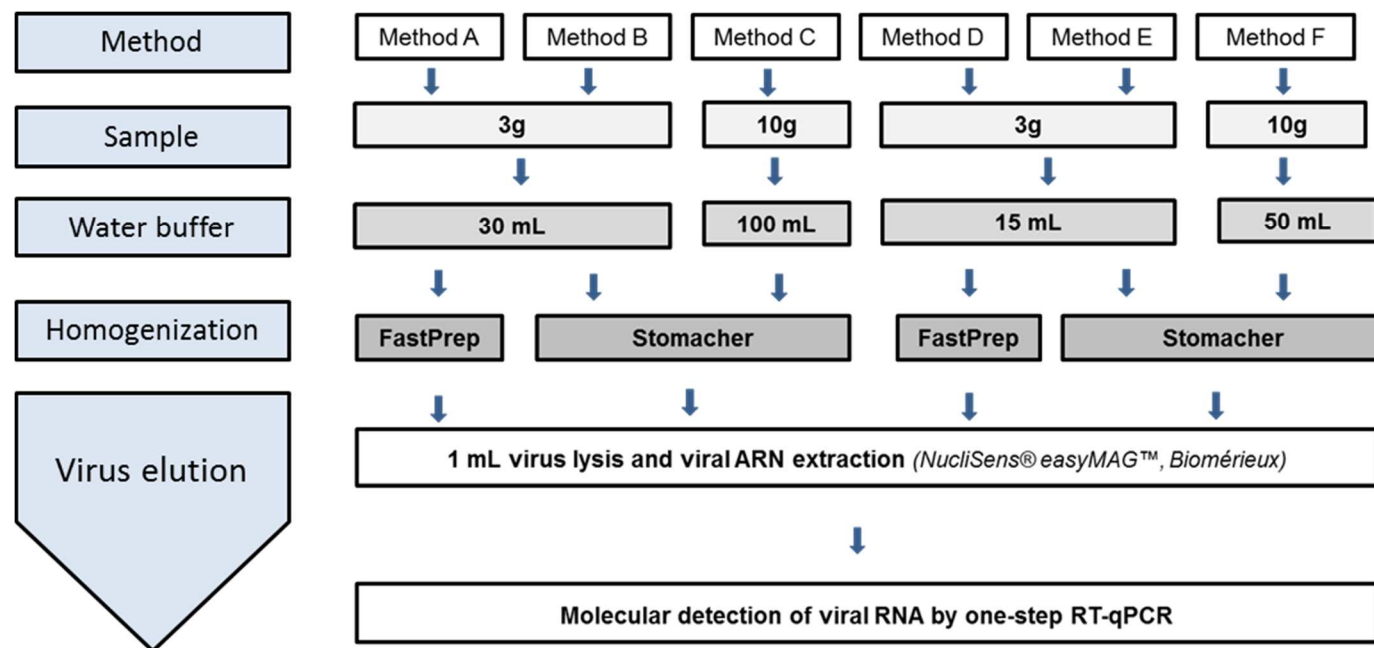 Method
Method A
Method B
Method C
Method D
Method E
Method F
Sample
3g
10g
3g
10g
Water buffer
30 mL
100 mL
15 mL
50 mL
Homogenization
FastPrep
Stomacher
FastPrep
Stomacher
Virus elution
1 mL virus lysis and viral ARN extraction (NucliSens® easyMAG™, Biomérieux)
Molecular detection of viral RNA by one-step RT-qPCR